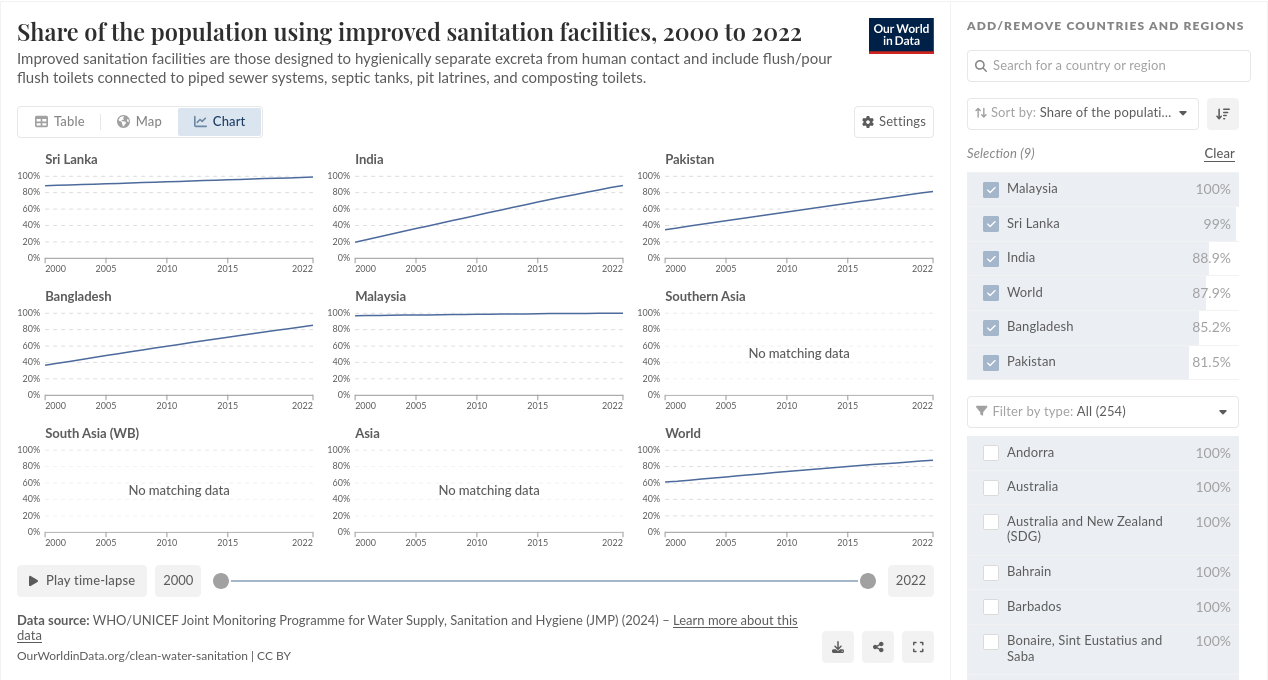 Share of the population using improved sanitation facilities, 2000 to 2022
Improved sanitation facilities are those designed to hygienically separate excreta from human contact and include flush/pour
flush toilets connected to piped sewer systems, septic tanks, pit latrines, and composting toilets.
Our World
in Data
Table
Map
Chart
Settings
Sri Lanka
100%
80%
60%
40%
20%
0%
2000
2005
2010
2015
2022
India
100%
80%
60%
40%
20%
0%
2000
2005
2010
2015
2022
Pakistan
100%
80%
60%
40%
20%
0%
2000
2005
2010
2015
2022
Bangladesh
100%
80%
60%
40%
20%
0%
2000
2005
2010
2015
2022
Malaysia
100%
80%
60%
40%
20%
0%
2000
2005
2010
2015
2022
Southern Asia
100%
80%
60%
40%
20%
0%
No matching data
2000
2005
2010
2015
2022
South Asia (WB)
100%
80%
60%
40%
20%
0%
No matching data
2000
2005
2010
2015
2022
Asia
100%
80%
60%
40%
20%
0%
No matching data
2000
2005
2010
2015
2022
World
100%
80%
60%
40%
20%
0%
2000
2005
2010
2015
2022
Play time-lapse
2000
2022
Data source: WHO/UNICEF Joint Monitoring Programme for Water Supply, Sanitation and Hygiene (JMP) (2024) – Learn more about this
data
OurWorldinData.org/clean-water-sanitation | CC BY
ADD/REMOVE COUNTRIES AND REGIONS
Search for a country or region
Sort by: Share of the populati...
Selection (9)
Clear
Malaysia 100%
Sri Lanka 99%
India 88.9%
World 87.9%
Bangladesh 85.2%
Pakistan 81.5%
Filter by type: All (254)
Andorra 100%
Australia 100%
Australia and New Zealand 100%
(SDG)
Bahrain 100%
Barbados 100%
Bonaire, Sint Eustatius and 100%
Saba